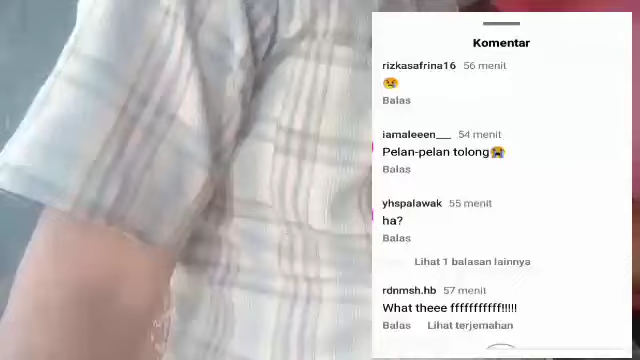 Komentar
rizkasafrina16 56 menit
😢
Balas
iamaleeen___ 54 menit
Pelan-pelan tolong😭
Balas
yhspalawak 55 menit
ha?
Balas
Lihat 1 balasan lainnya
rdnmsh.hb 57 menit
What theee fffffffffff!!!!!
Balas Lihat terjemahan